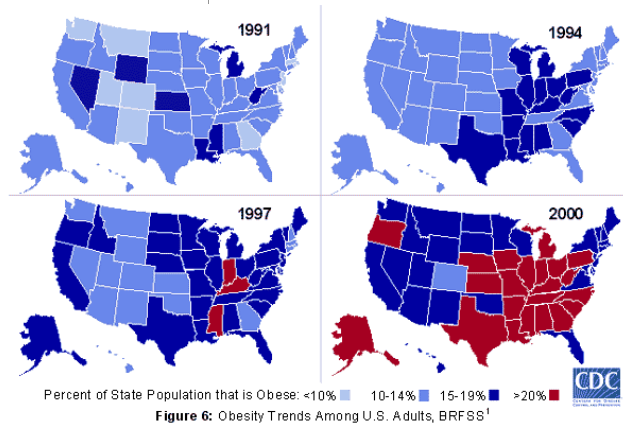 1991
1994
1997
2000
CDC
Percent of State Population that is Obese: <10% 10-14% 15-19% >20%
Figure 6: Obesity Trends Among U.S. Adults, BRFSS1